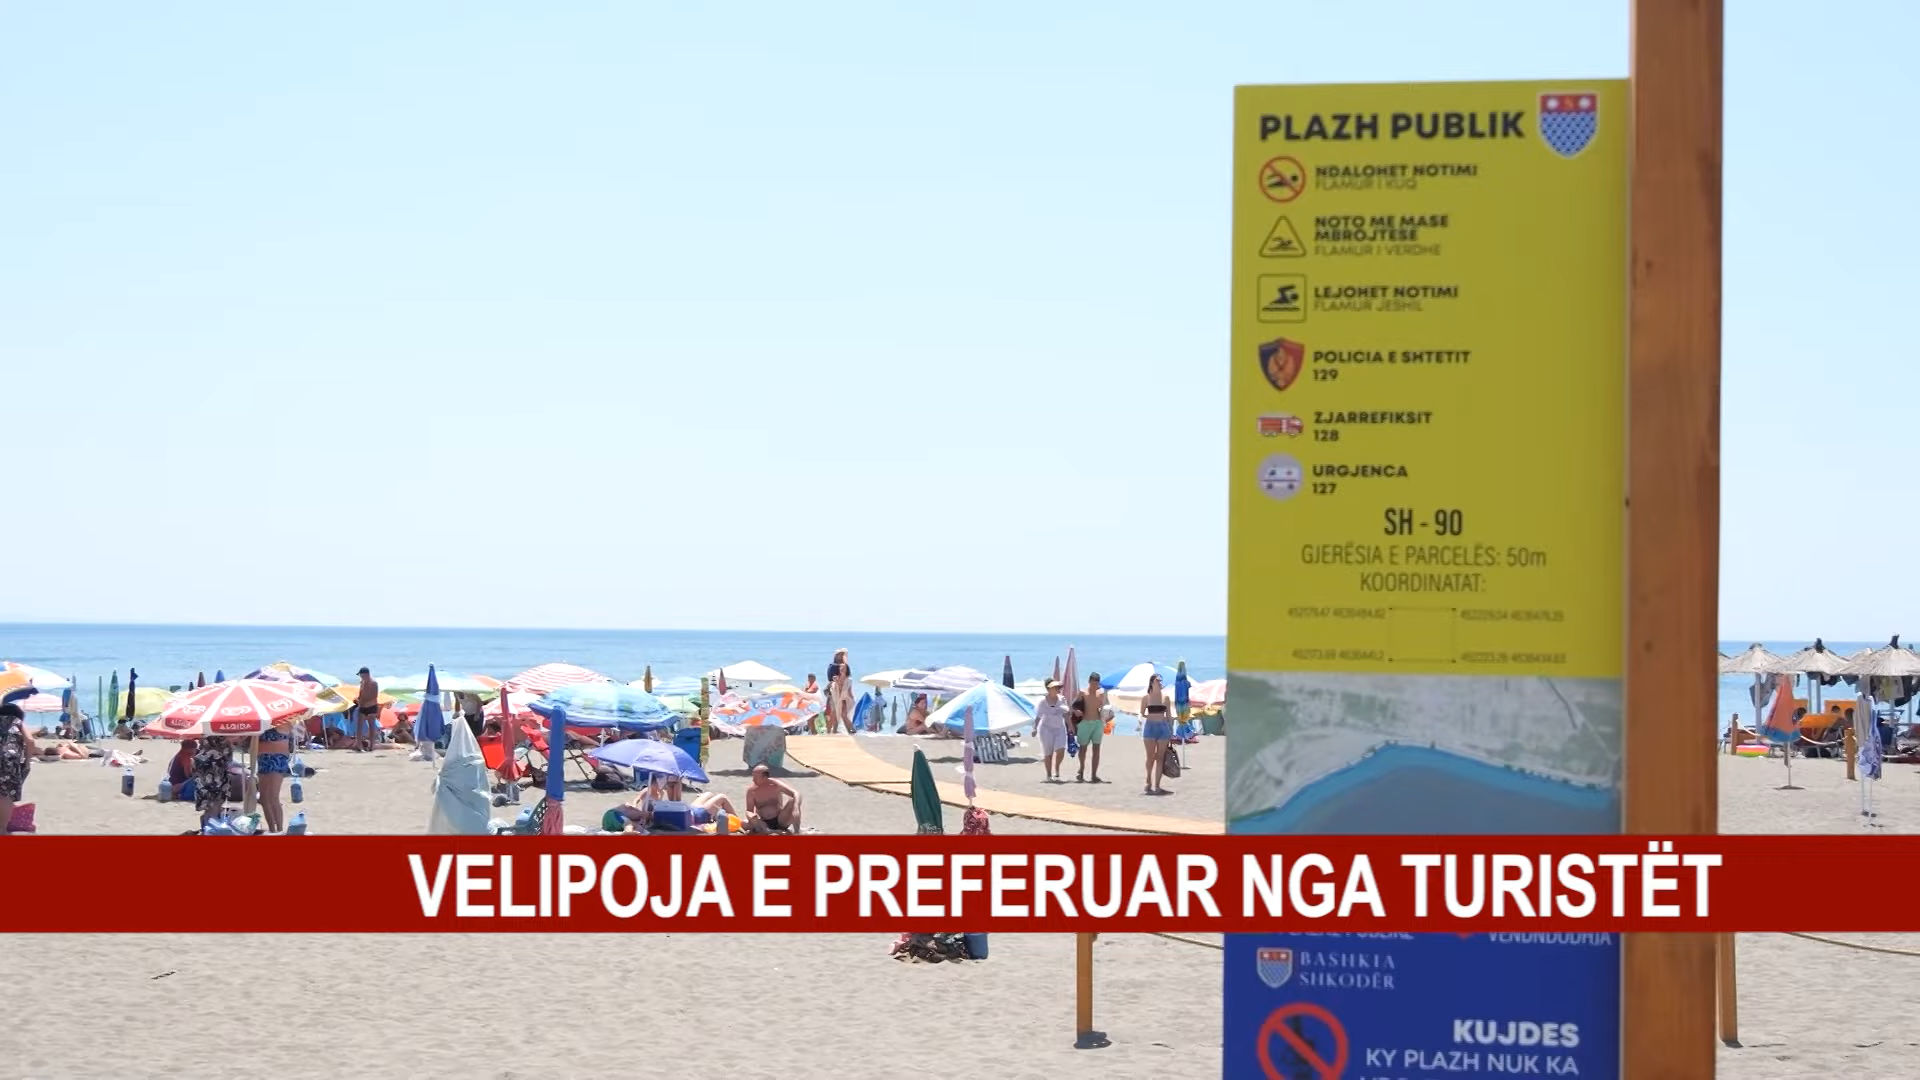 PLAZH PUBLIK
NDALOHET NOTIMI
FLAMUR I KUQ
NOTO ME MASE
MBROJTESE
FLAMUR I VERDHE
LEJOHET NOTIMI
FLAMUR JESHIL
POLICIA E SHTETIT
129
ZJARREFIKSIT
128
URGJENCA
127
SH - 90
GJERËSIA E PARCELËS: 50m
KOORDINATAT:
ALGIDA
VELIPOJA E PREFERUAR NGA TURISTËT
VENDNDODHJA
BASHKIA
SHKODËR
KUJDES
KY PLAZH NUK KA